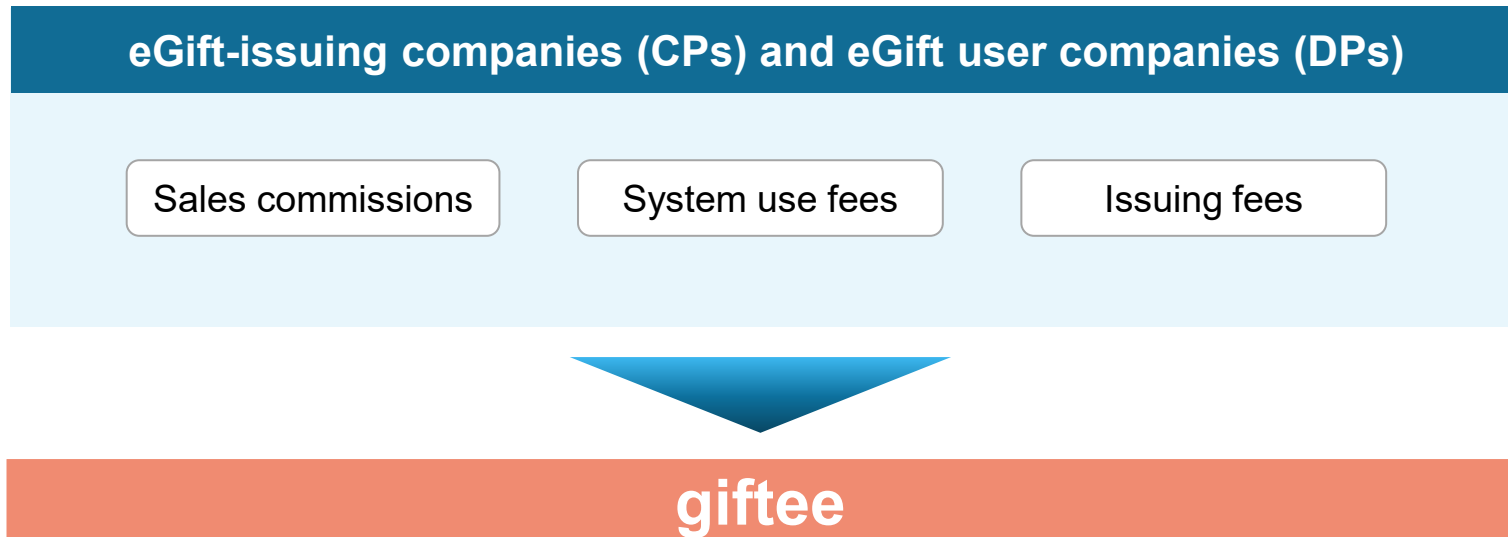 eGift-issuing companies (CPs) and eGift user companies (DPs)
Sales commissions
System use fees
Issuing fees
giftee